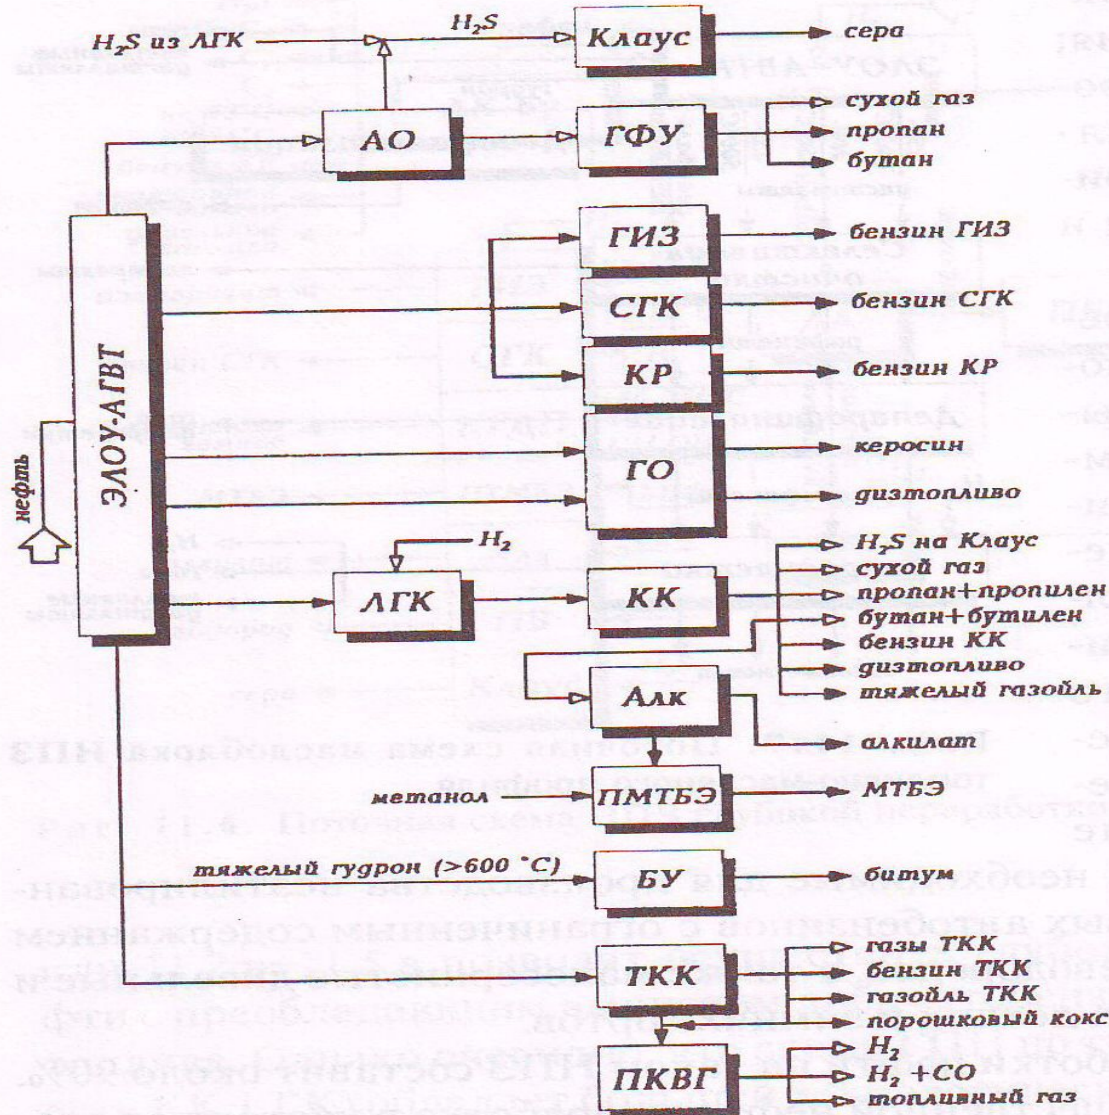 H₂S из ЛГК
H₂S
Клаус
сера
АО
ГФУ
сухой газ
пропан
бутан
ЭЛОУ-АВТ
нефть
ГИЗ
бензин ГИЗ
СГК
бензин СГК
КР
бензин КР
ГО
керосин
дизтопливо
H₂
ЛГК
КК
H₂S на Клаус
сухой газ
пропан+пропилен
бутан+бутилен
бензин КК
дизтопливо
тяжелый газойль
Алк
алкилат
метанол
ПМТБЭ
МТБЭ
тяжелый гудрон (>600 °С)
БУ
битум
ТКК
газы ТКК
бензин ТКК
газойль ТКК
порошковый кокс
ПКВГ
H₂
H₂ +CO
топливный газ